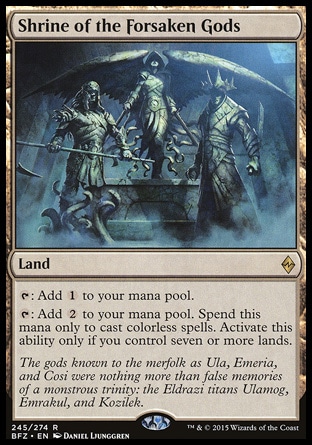 Shrine of the Forsaken Gods
Land
: Add 1 to your mana pool.
: Add 2 to your mana pool. Spend this
mana only to cast colorless spells. Activate this
ability only if you control seven or more lands.
The gods known to the merfolk as Ula, Emeria,
and Cosi were nothing more than false memories
of a monstrous trinity: the Eldrazi titans Ulamog,
Emrakul, and Kozilek.
245/274 R
BFZ • EN Daniel Ljunggren
™ & © 2015 Wizards of the Coast